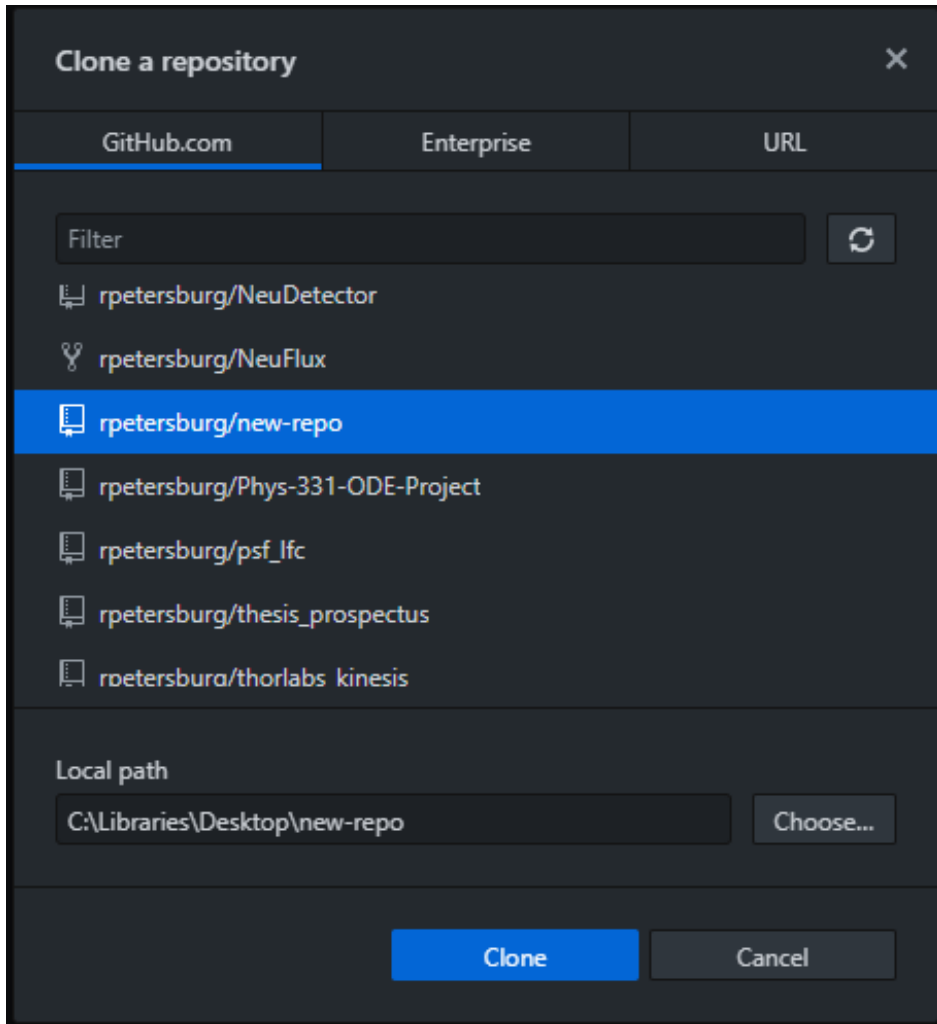 Clone a repository
GitHub.com Enterprise URL
Filter
rpetersburg/NeuDetector
rpetersburg/NeuFlux
rpetersburg/new-repo
rpetersburg/Phys-331-ODE-Project
rpetersburg/psf_lfc
rpetersburg/thesis_prospectus
rpetersburg/thorlabs_kinesis
Local path
C:\Libraries\Desktop\new-repo Choose...
Clone Cancel